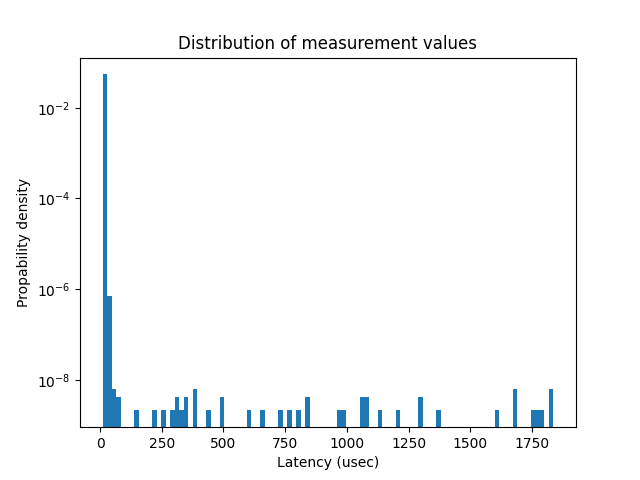 Distribution of measurement values
Propability density
10⁻²
10⁻⁴
10⁻⁶
10⁻⁸
0 250 500 750 1000 1250 1500 1750
Latency (usec)